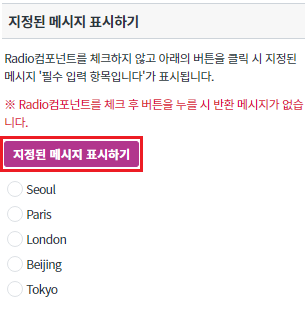 지정된 메시지 표시하기
Radio컴포넌트를 체크하지 않고 아래의 버튼을 클릭 시 지정된
메시지 '필수 입력 항목입니다'가 표시됩니다.
※ Radio컴포넌트를 체크 후 버튼을 누를 시 반환 메시지가 없습
니다.
지정된 메시지 표시하기
Seoul
Paris
London
Beijing
Tokyo